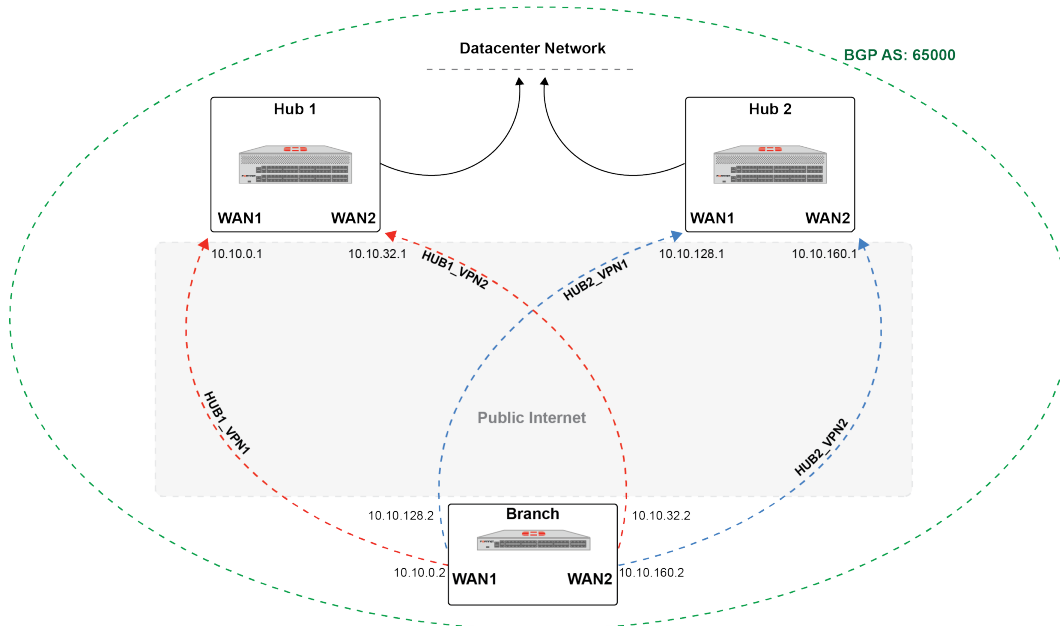 Datacenter Network
BGP AS: 65000
Hub 1
Hub 2
WAN1
WAN2
WAN1
WAN2
10.10.0.1
10.10.32.1
10.10.128.1
10.10.160.1
HUB1_VPN2
HUB2_VPN1
HUB1_VPN1
Public Internet
HUB2_VPN2
10.10.128.2
Branch
10.10.32.2
10.10.0.2
WAN1
WAN2
10.10.160.2